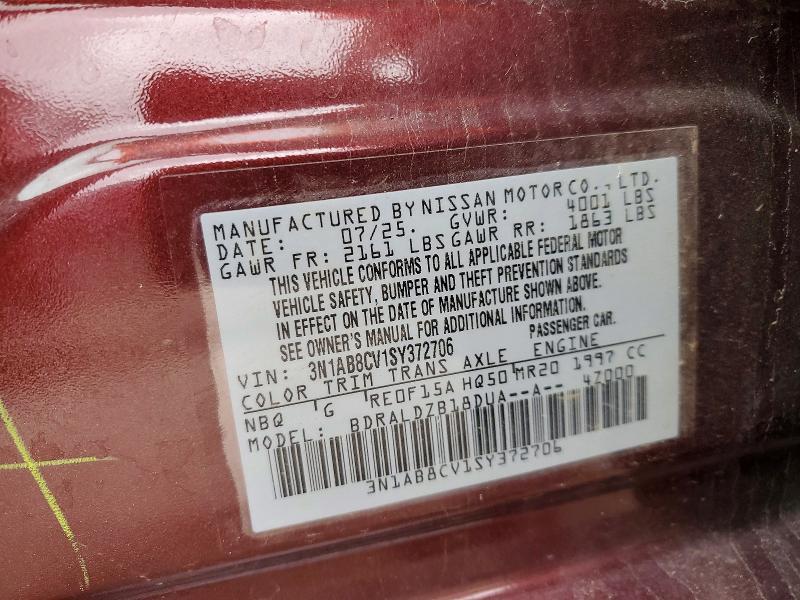 MANUFACTURED BY NISSAN MOTOR CO., LTD.
DATE: 07/25. GVWR: 4001 LBS
GAWR FR: 2161 LBS GAWR RR: 1863 LBS
THIS VEHICLE CONFORMS TO ALL APPLICABLE FEDERAL MOTOR
VEHICLE SAFETY, BUMPER AND THEFT PREVENTION STANDARDS
IN EFFECT ON THE DATE OF MANUFACTURE SHOWN ABOVE.
SEE OWNER'S MANUAL FOR ADDITIONAL INFORMATION.
VIN: 3N1AB8CV1SY372706 PASSENGER CAR.
COLOR TRIM TRANS AXLE ENGINE
NBQ G RE0F15A HQ50 MR20 1997 CC
MODEL: BDRALDZB18DUA--A-- 47000
3N1AB8CV1SY372706